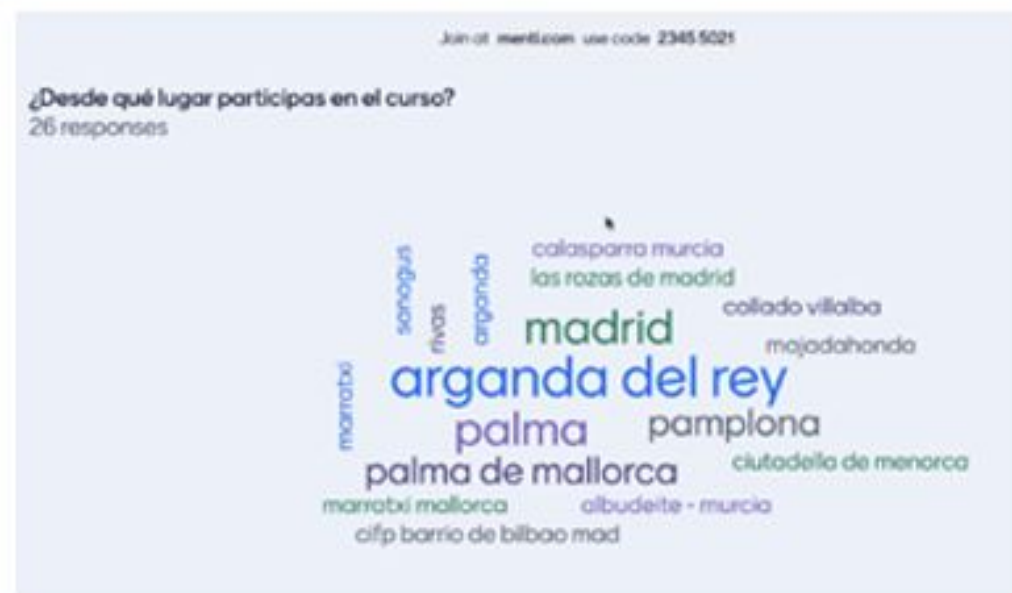 Join at menti.com use code 2345 5021
¿Desde qué lugar participas en el curso?
26 responses
calasparra murcia
sanagus
arganda
las rozas de madrid
rivas
collado villalba
madrid
majadahonda
marratxi
arganda del rey
palma
pamplona
palma de mallorca
ciutadella de menorca
marratxi mallorca
albudeite - murcia
cifp barrio de bilbao mad